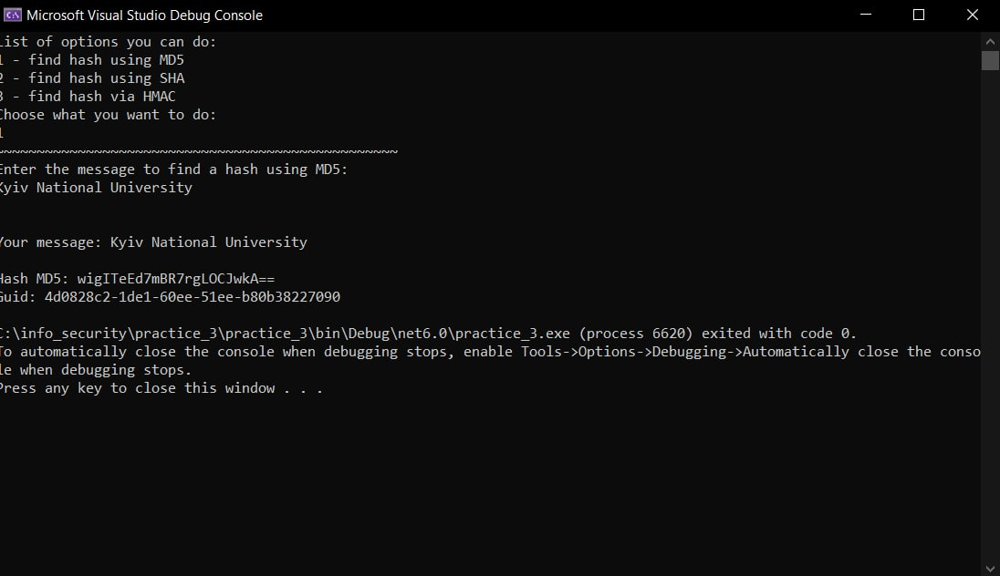 Microsoft Visual Studio Debug Console
List of options you can do:
1 - find hash using MD5
2 - find hash using SHA
3 - find hash via HMAC
Choose what you want to do:
1
~~~~~~~~~~~~~~~~~~~~~~~~~~~~~~~~~~~~~~~~~~~~~~~~~
Enter the message to find a hash using MD5:
Kyiv National University
Your message: Kyiv National University
Hash MD5: wigITeEd7mBR7rgLOCJwkA==
Guid: 4d0828c2-1de1-60ee-51ee-b80b38227090
C:\info_security\practice_3\practice_3\bin\Debug\net6.0\practice_3.exe (process 6620) exited with code 0.
To automatically close the console when debugging stops, enable Tools->Options->Debugging->Automatically close the conso
le when debugging stops.
Press any key to close this window . . .